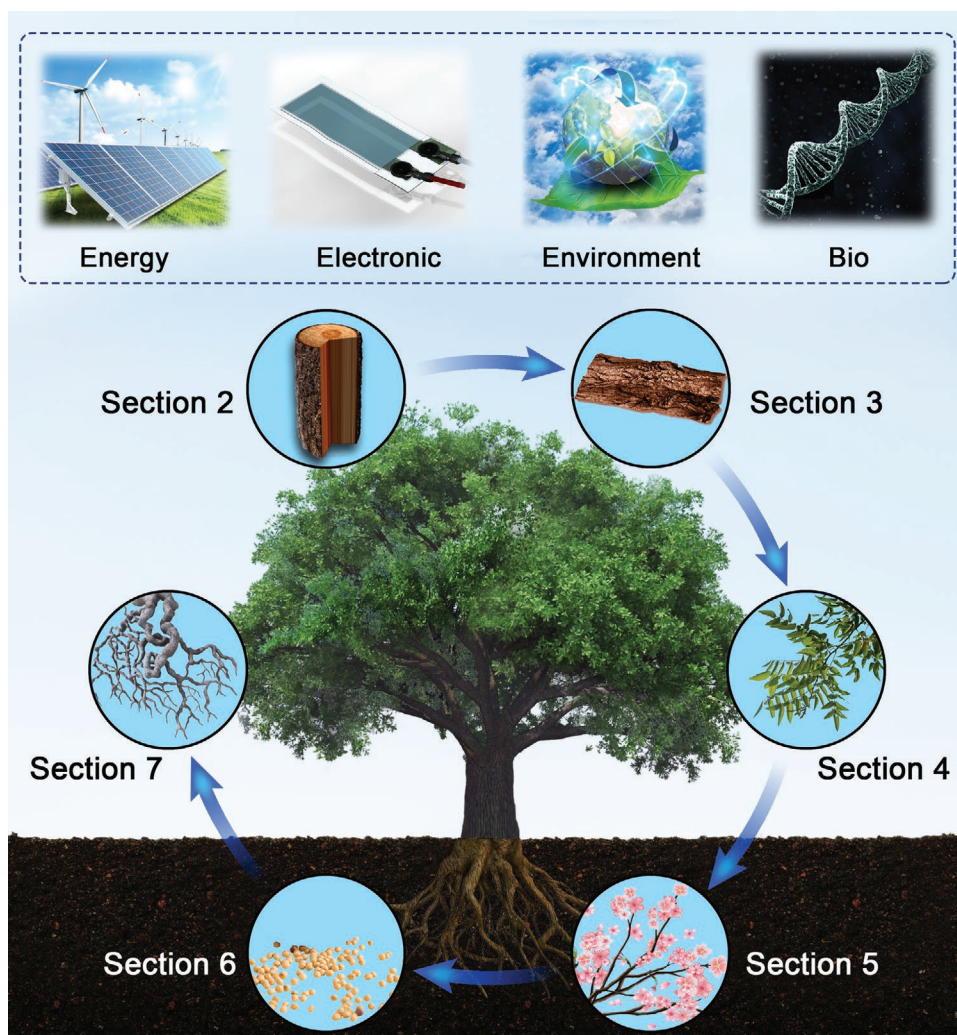 Energy
Electronic
Environment
Bio
Section 2
Section 3
Section 7
Section 4
Section 6
Section 5